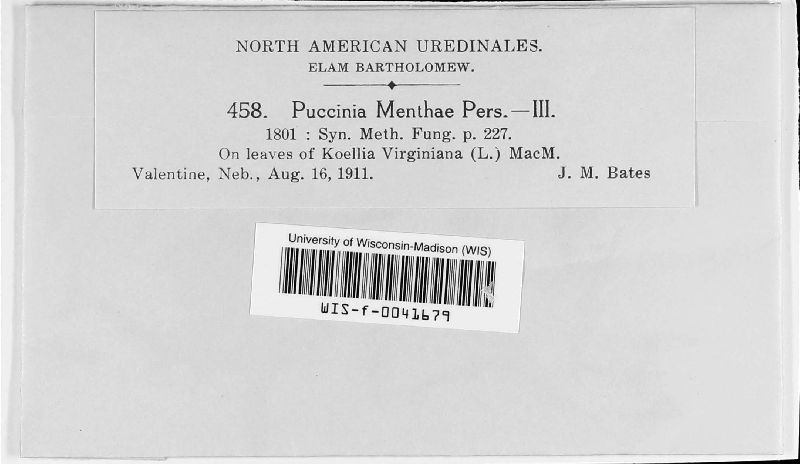 NORTH AMERICAN UREDINALES.
ELAM BARTHOLOMEW.
458. Puccinia Menthae Pers.—III.
1801 : Syn. Meth. Fung. p. 227.
On leaves of Koellia Virginiana (L.) MacM.
Valentine, Neb., Aug. 16, 1911. J. M. Bates
University of Wisconsin-Madison (WIS)
WIS-f-0041679